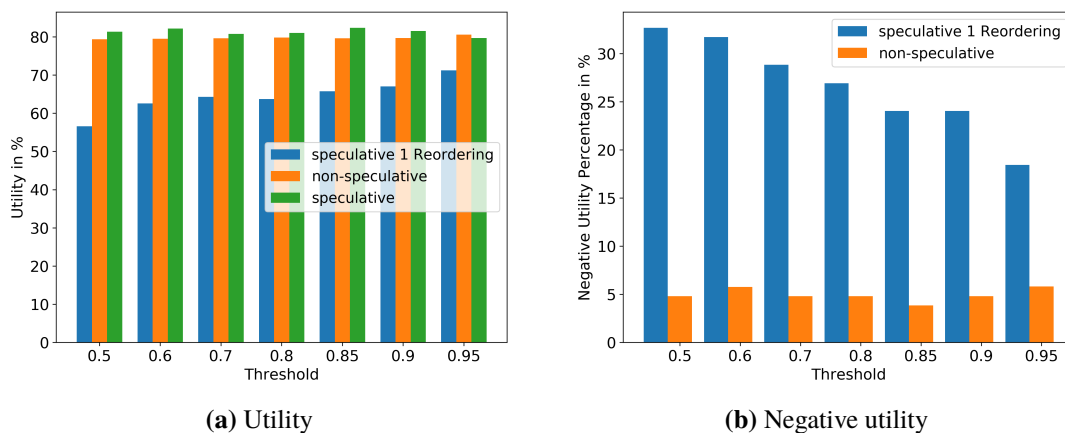 Utility in %
80
70
60
50
40
30
20
10
0
speculative 1 Reordering
non-speculative
speculative
0.5 0.6 0.7 0.8 0.85 0.9 0.95
Threshold
(a) Utility
Negative Utility Percentage in %
30
25
20
15
10
5
0
speculative 1 Reordering
non-speculative
0.5 0.6 0.7 0.8 0.85 0.9 0.95
Threshold
(b) Negative utility